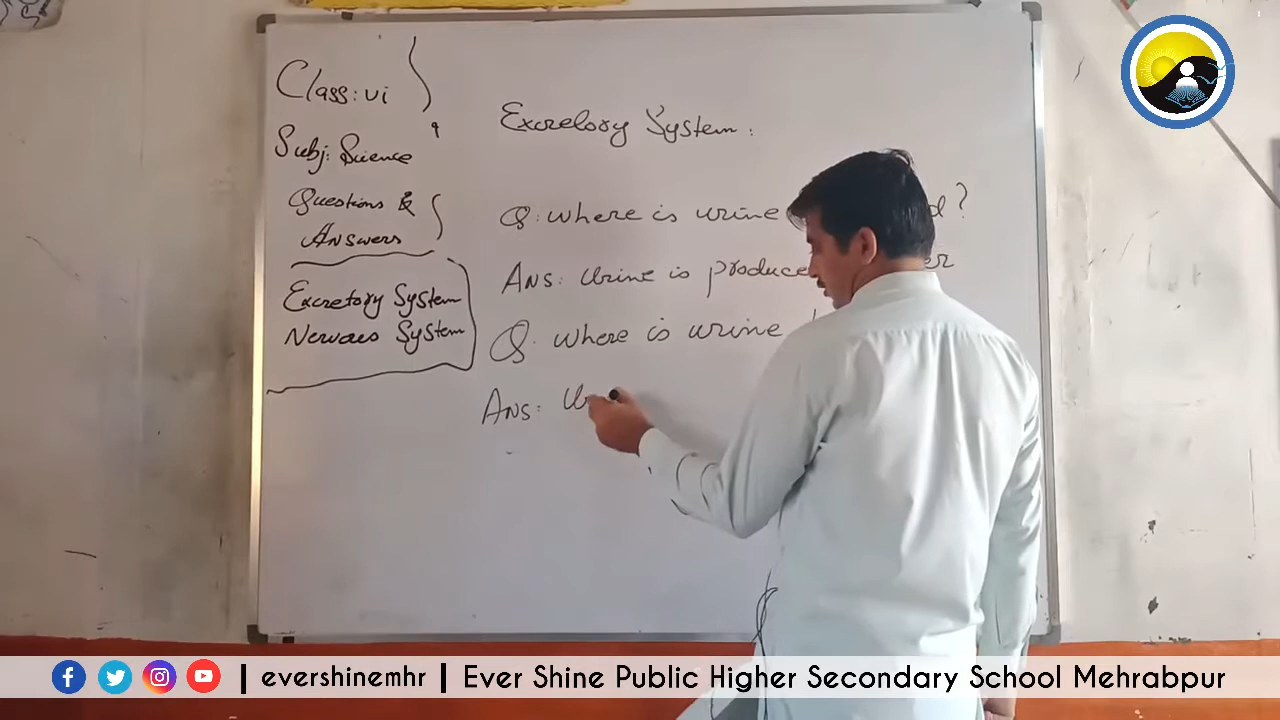 Class: vi
Subj: Science
Questions &
Answers
Excretory System
Nervous System
Excretory System:
Q: Where is urine
Ans: Urine is produce
Q. Where is urine
Ans: Ur
| evershinemhr | Ever Shine Public Higher Secondary School Mehrabpur